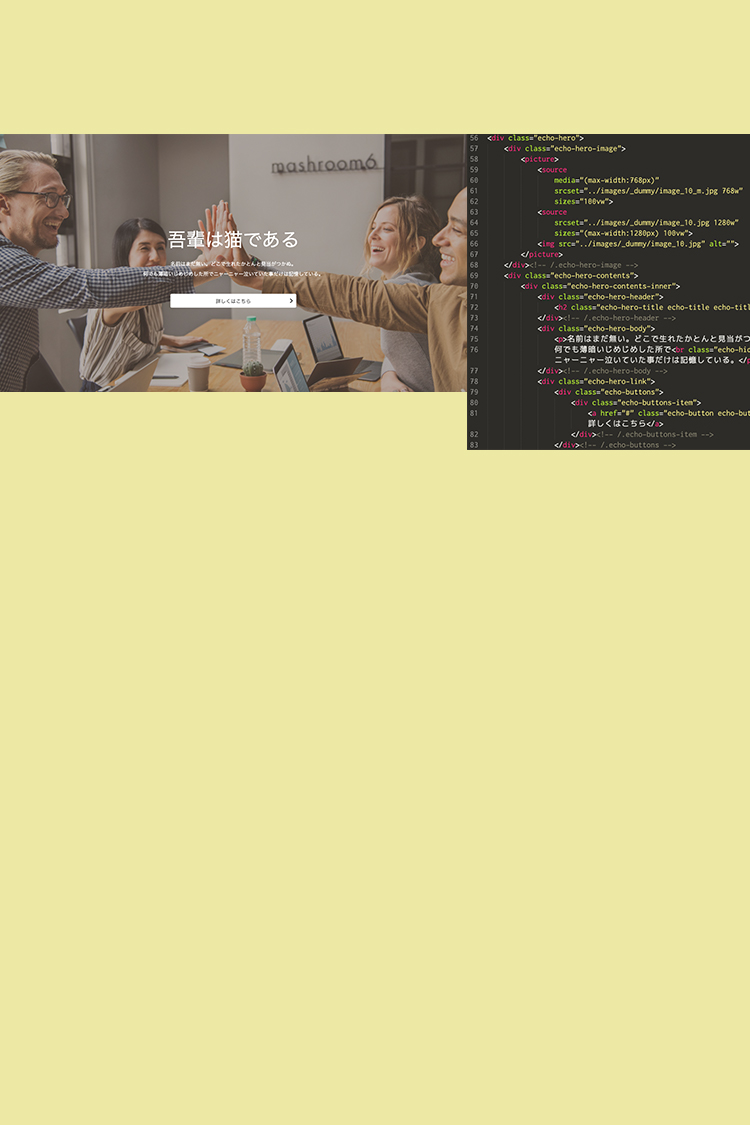 mashroom6
吾輩は猫である
名前はまだ無い。どこで生れたかとんと見当がつかぬ。
何でも薄暗いじめじめした所でニャーニャー泣いていた事だけは記憶している。
詳しくはこちら
56 <div class="echo-hero">
57 <div class="echo-hero-image">
58 <picture>
59 <source
60 media="(max-width:768px)"
61 srcset="../images/_dummy/image_10_m.jpg 768w"
62 sizes="100vw">
63 <source
64 srcset="../images/_dummy/image_10.jpg 1280w"
65 sizes="(max-width:1280px) 100vw">
66 <img src="../images/_dummy/image_10.jpg" alt="">
67 </picture>
68 </div><!-- /.echo-hero-image -->
69 <div class="echo-hero-contents">
70 <div class="echo-hero-contents-inner">
71 <div class="echo-hero-header">
72 <h2 class="echo-hero-title echo-title echo-titl
73 </div><!-- /.echo-hero-header -->
74 <div class="echo-hero-body">
75 <p>名前はまだ無い。どこで生れたかとんと見当がつ
76 何でも薄暗いじめじめした所で<br class="echo-hid
ニャーニャー泣いていた事だけは記憶している。</p
77 </div><!-- /.echo-hero-body -->
78 <div class="echo-hero-link">
79 <div class="echo-buttons">
80 <div class="echo-buttons-item">
81 <a href="#" class="echo-button echo-but
詳しくはこちら</a>
82 </div><!-- /.echo-buttons-item -->
83 </div><!-- /.echo-buttons -->